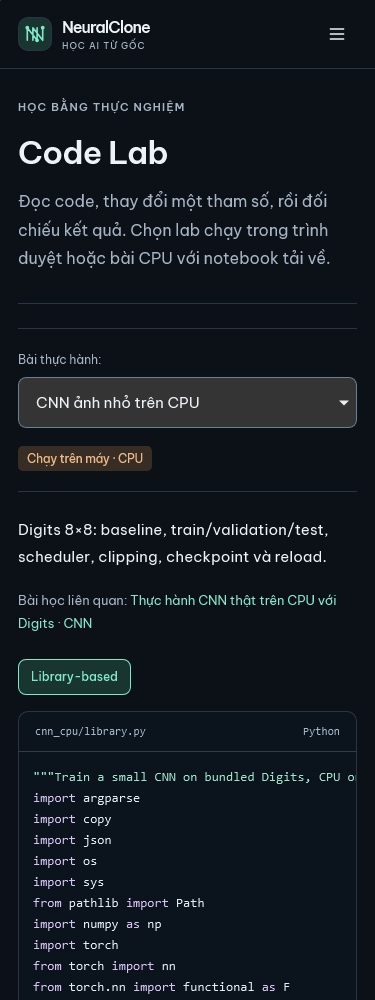 NeuralClone
HỌC AI TỪ GỐC
HỌC BẰNG THỰC NGHIỆM
Code Lab
Đọc code, thay đổi một tham số, rồi đối
chiếu kết quả. Chọn lab chạy trong trình
duyệt hoặc bài CPU với notebook tải về.
Bài thực hành:
CNN ảnh nhỏ trên CPU
Chạy trên máy · CPU
Digits 8×8: baseline, train/validation/test,
scheduler, clipping, checkpoint và reload.
Bài học liên quan: Thực hành CNN thật trên CPU với
Digits · CNN
Library-based
cnn_cpu/library.py Python
"""Train a small CNN on bundled Digits, CPU
import argparse
import copy
import json
import os
import sys
from pathlib import Path
import numpy as np
import torch
from torch import nn
from torch.nn import functional as F